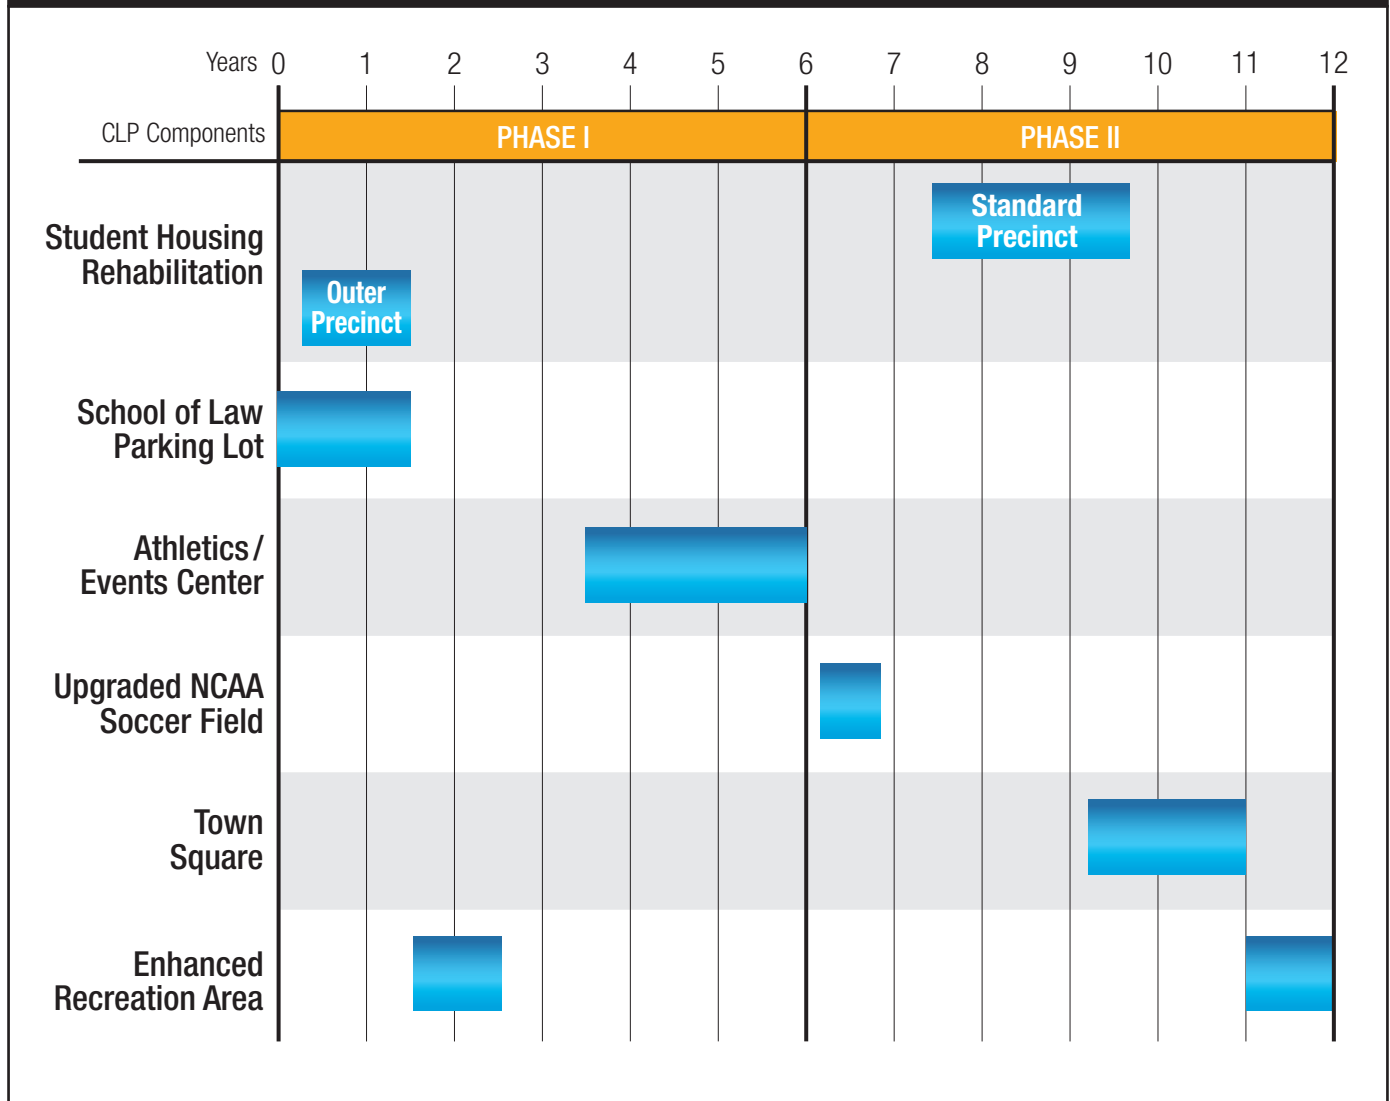 Years 0 1 2 3 4 5 6 7 8 9 10 11 12
CLP Components PHASE I PHASE II
Student Housing
Rehabilitation
Standard
Precinct
Outer
Precinct
School of Law
Parking Lot
Athletics/
Events Center
Upgraded NCAA
Soccer Field
Town
Square
Enhanced
Recreation Area